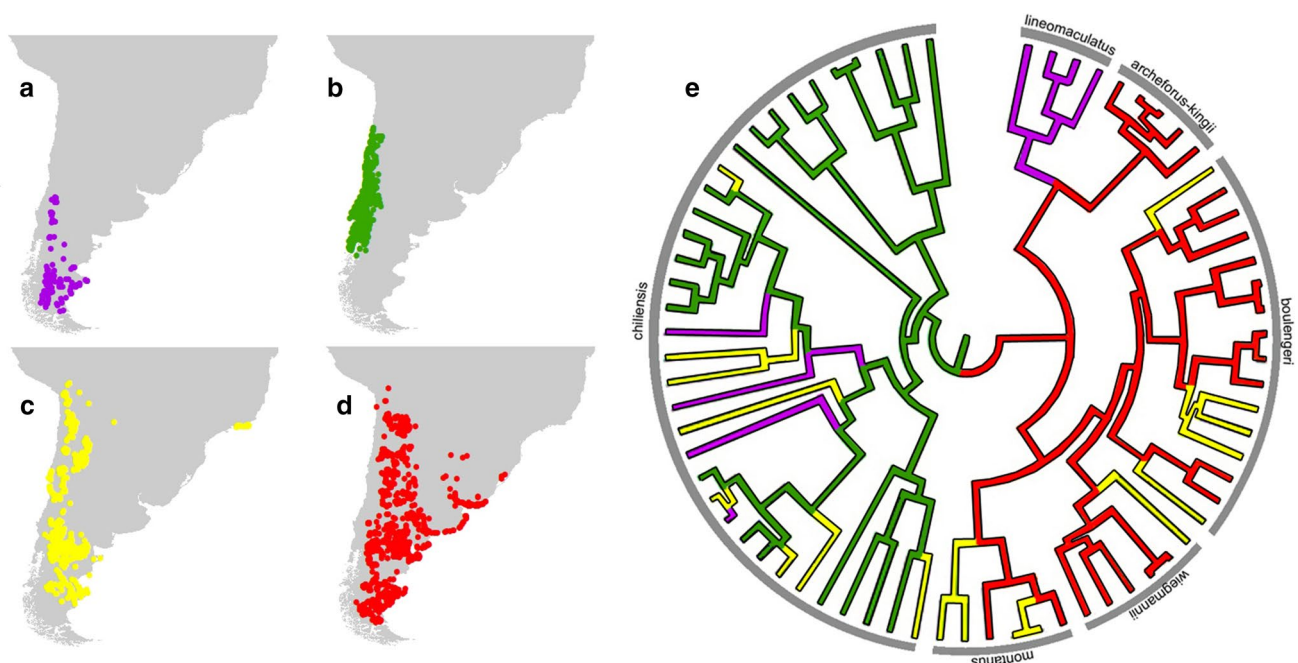 a
b
c
d
e
lineomaculatus
archeforus-kingii
boulengeri
wiegmannii
montanus
chiliensis